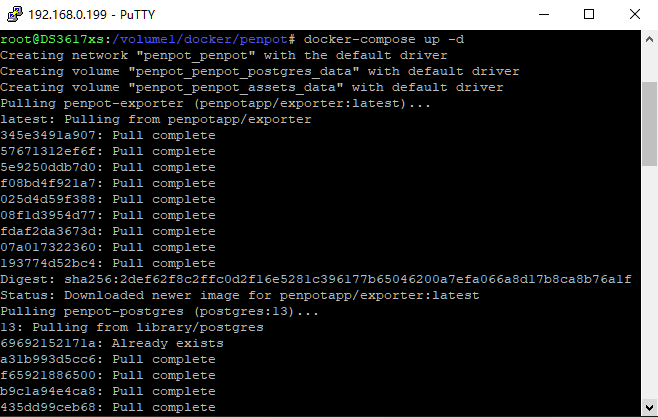 192.168.0.199 - PuTTY
root@DS3617xs:/volume1/docker/penpot# docker-compose up -d
Creating network "penpot_penpot" with the default driver
Creating volume "penpot_penpot_postgres_data" with default driver
Creating volume "penpot_penpot_assets_data" with default driver
Pulling penpot-exporter (penpotapp/exporter:latest)...
latest: Pulling from penpotapp/exporter
345e3491a907: Pull complete
57671312ef6f: Pull complete
5e9250ddb7d0: Pull complete
f08bd4f921a7: Pull complete
025d4d59f388: Pull complete
08f1d3954d77: Pull complete
fdaf2da3673d: Pull complete
07a017322360: Pull complete
193774d52bc4: Pull complete
Digest: sha256:2def62f8c2ffc0d2f16e5281c396177b65046200a7efa066a8d17b8ca8b76a1f
Status: Downloaded newer image for penpotapp/exporter:latest
Pulling penpot-postgres (postgres:13)...
13: Pulling from library/postgres
69692152171a: Already exists
a31b993d5cc6: Pull complete
f65921886500: Pull complete
b9c1a94e4ca8: Pull complete
435dd99ceb68: Pull complete